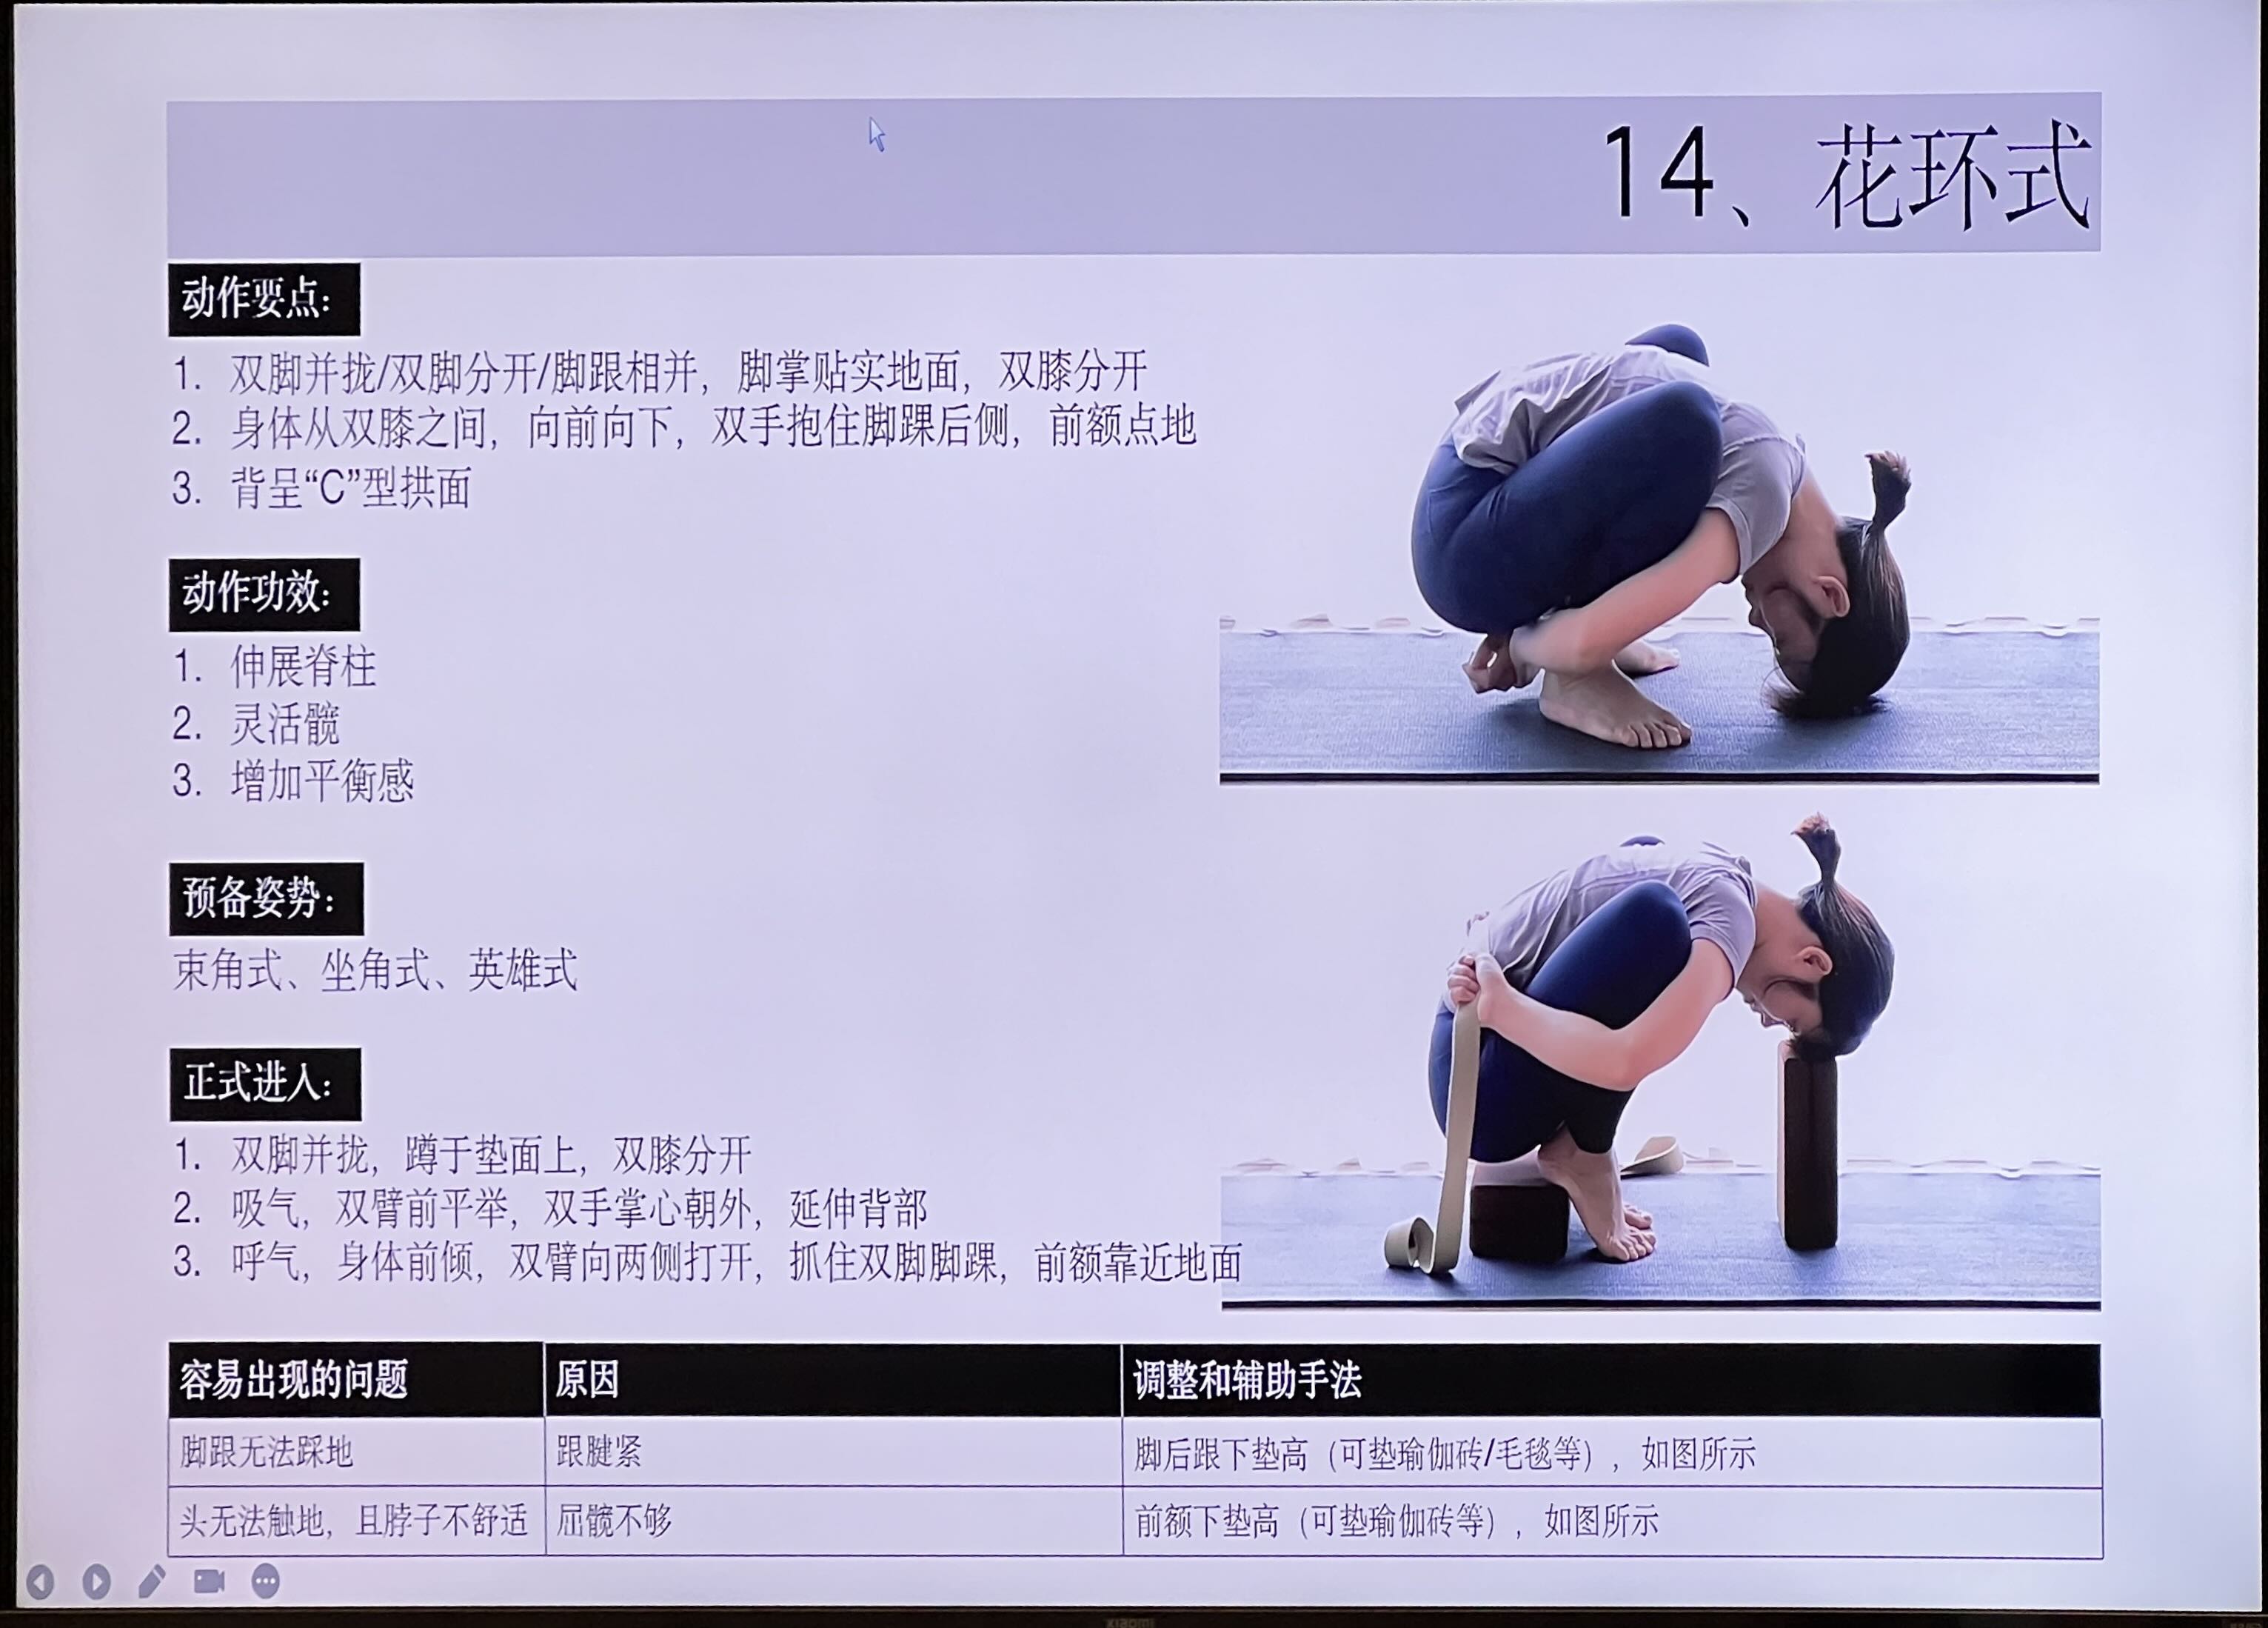 14、花环式
动作要点：
1. 双脚并拢/双脚分开/脚跟相并，脚掌贴实地面，双膝分开
2. 身体从双膝之间，向前向下，双手抱住脚踝后侧，前额点地
3. 背呈“C”型拱面
动作功效：
1. 伸展脊柱
2. 灵活髋
3. 增加平衡感
预备姿势：
束角式、坐角式、英雄式
正式进入：
1. 双脚并拢，蹲于垫面上，双膝分开
2. 吸气，双臂前平举，双手掌心朝外，延伸背部
3. 呼气，身体前倾，双臂向两侧打开，抓住双脚脚踝，前额靠近地面
容易出现的问题 原因 调整和辅助手法
脚跟无法踩地 跟腱紧 脚后跟下垫高（可垫瑜伽砖/毛毯等），如图所示
头无法触地，且脖子不舒适 屈髋不够 前额下垫高（可垫瑜伽砖等），如图所示
xiaomi